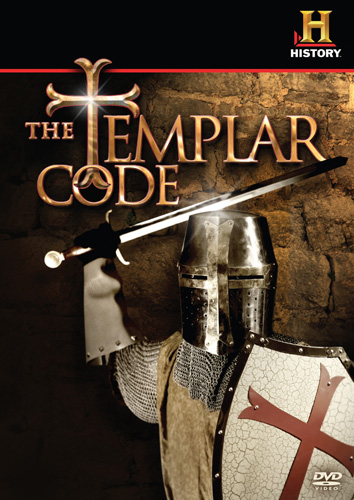 H
HISTORY.
THE TEMPLAR
CODE
DVD
VIDEO